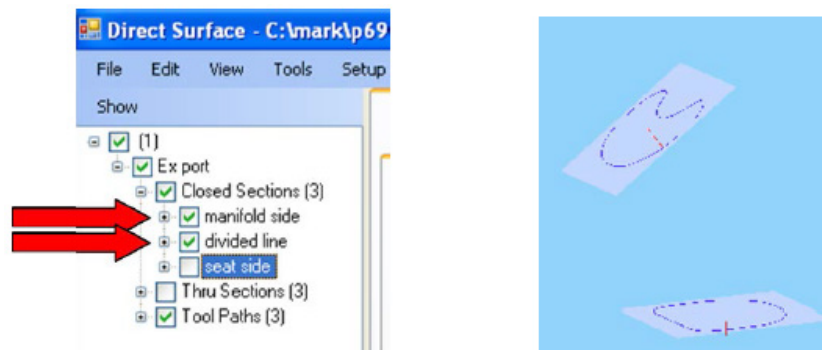 Direct Surface - C:\mark\p69
File Edit View Tools Setup
Show
(1)
Ex port
Closed Sections (3)
manifold side
divided line
seat side
Thru Sections (3)
Tool Paths (3)